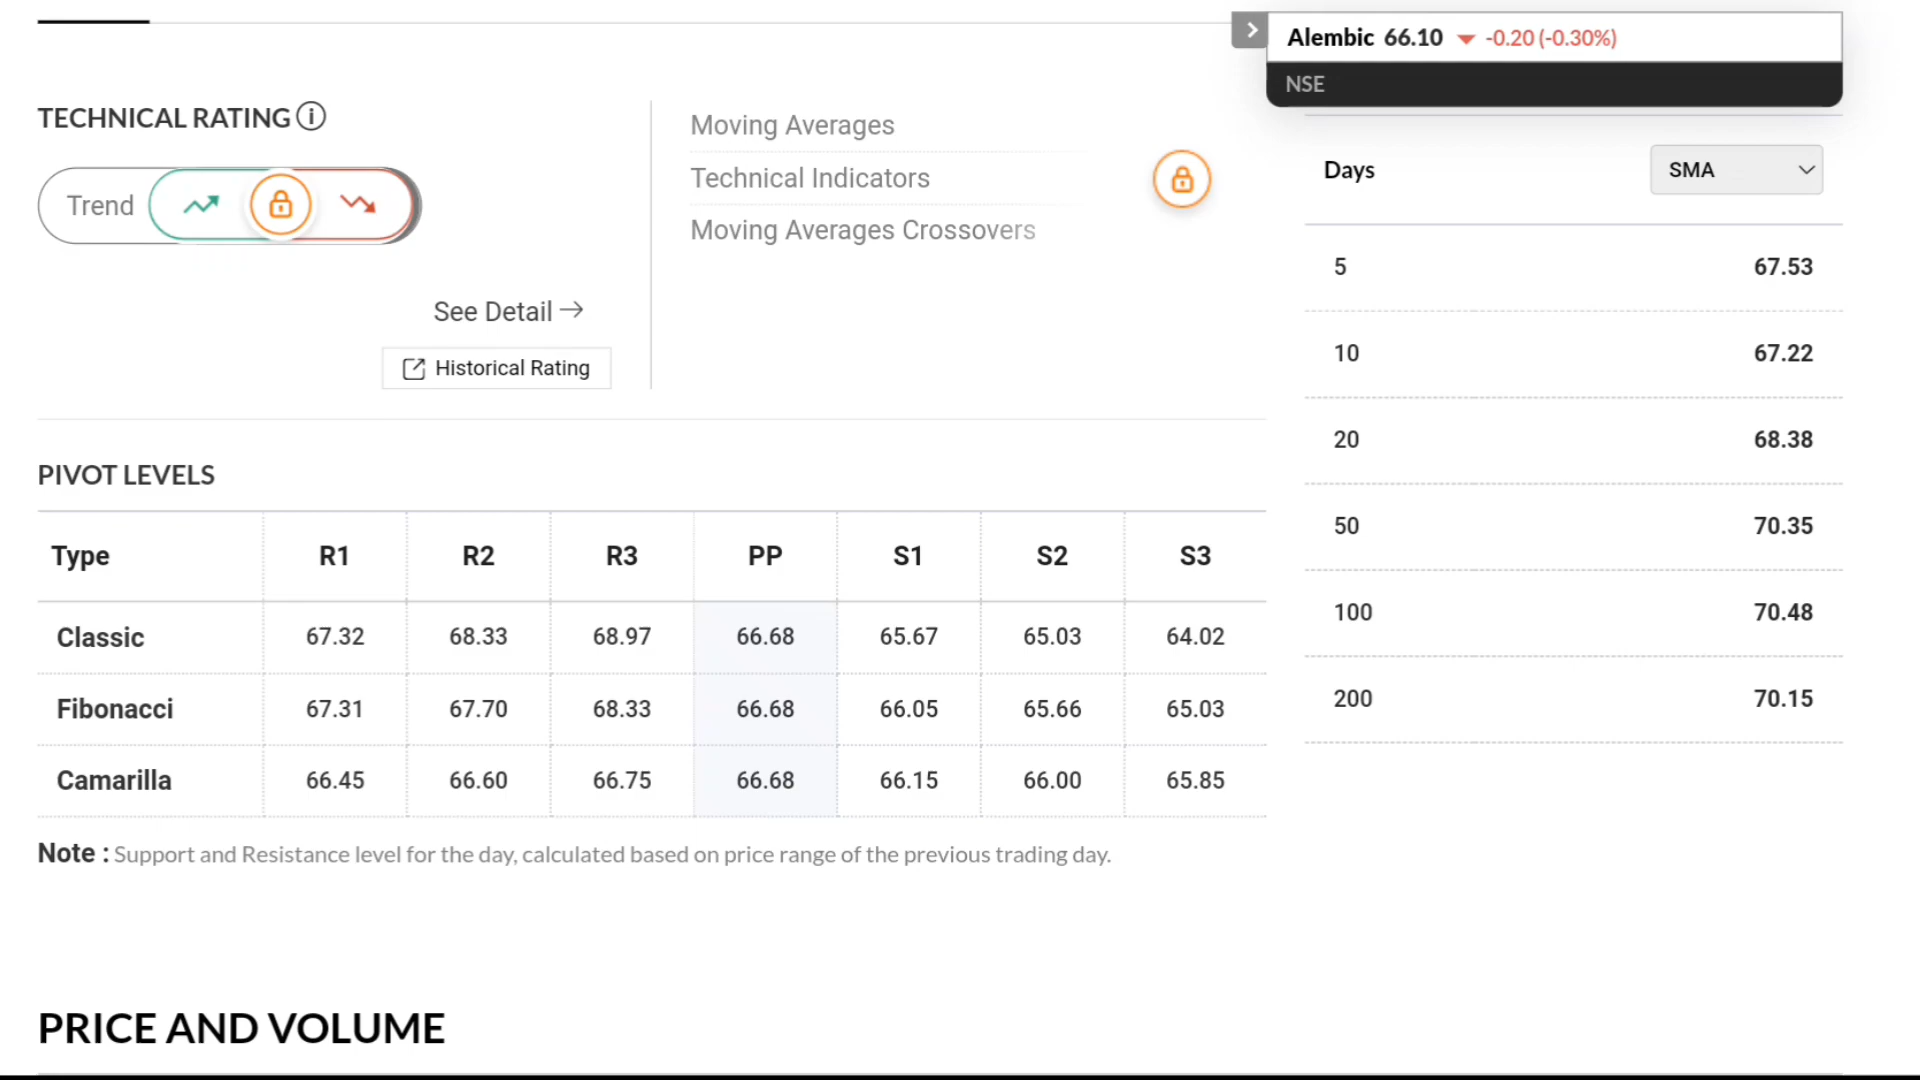 Alembic 66.10 -0.20 (-0.30%)
NSE
TECHNICAL RATING
Trend
See Detail
Historical Rating
Moving Averages
Technical Indicators
Moving Averages Crossovers
PIVOT LEVELS
Type R1 R2 R3 PP S1 S2 S3
Classic 67.32 68.33 68.97 66.68 65.67 65.03 64.02
Fibonacci 67.31 67.70 68.33 66.68 66.05 65.66 65.03
Camarilla 66.45 66.60 66.75 66.68 66.15 66.00 65.85
Note : Support and Resistance level for the day, calculated based on price range of the previous trading day.
Days SMA
5 67.53
10 67.22
20 68.38
50 70.35
100 70.48
200 70.15
PRICE AND VOLUME